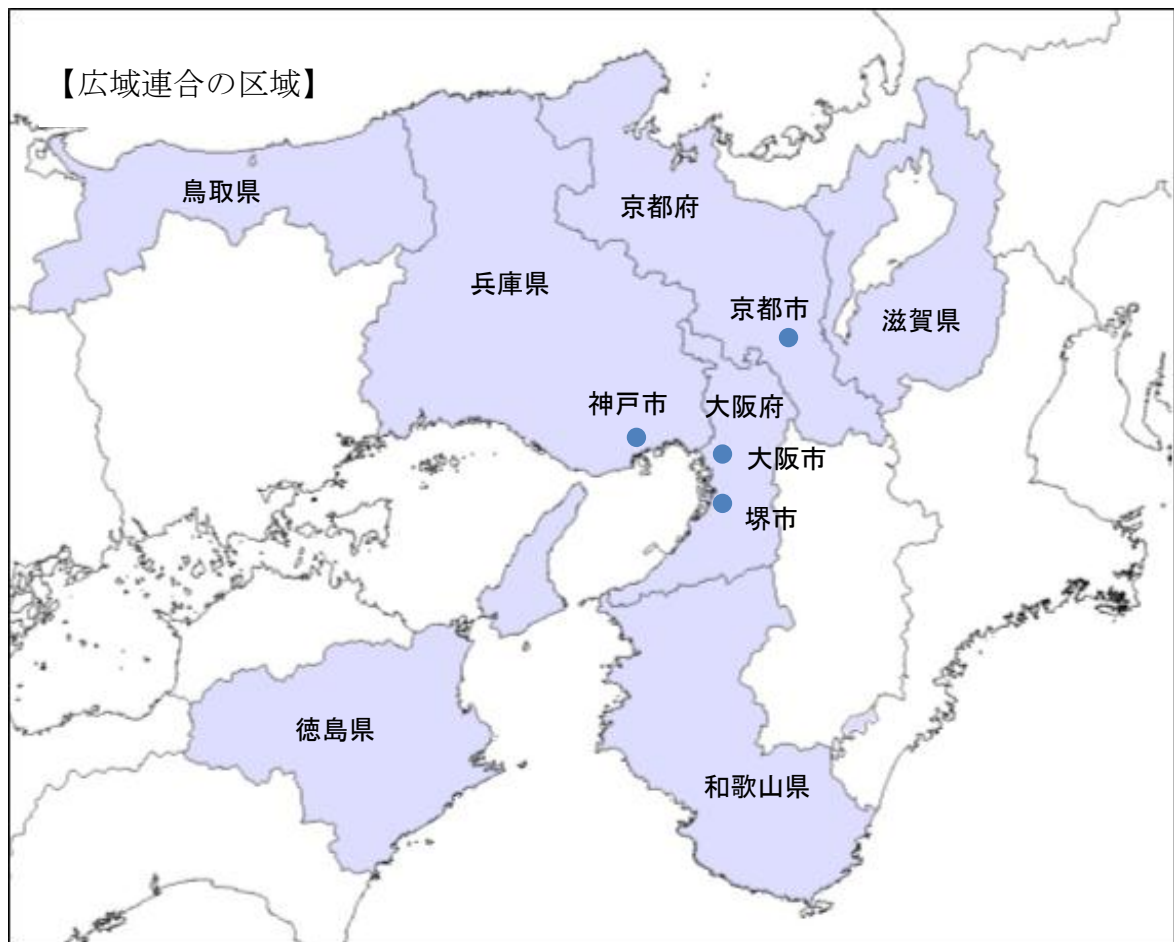 【広域連合の区域】
鳥取県
京都府
兵庫県
京都市
滋賀県
神戸市
大阪府
大阪市
堺市
徳島県
和歌山県